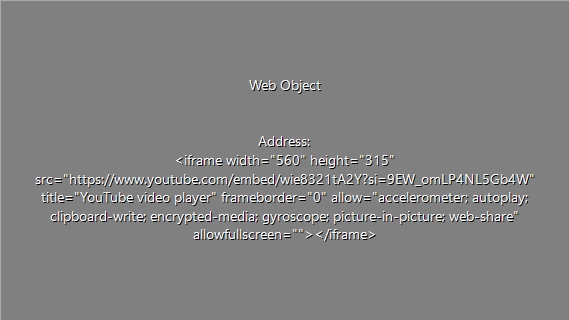 Web Object
Address:
<iframe width="560" height="315"
src="https://www.youtube.com/embed/wie8321tA2Y?si=9EW_omLP4NL5Gb4W"
title="YouTube video player" frameborder="0" allow="accelerometer; autoplay;
clipboard-write; encrypted-media; gyroscope; picture-in-picture; web-share"
allowfullscreen=""></iframe>